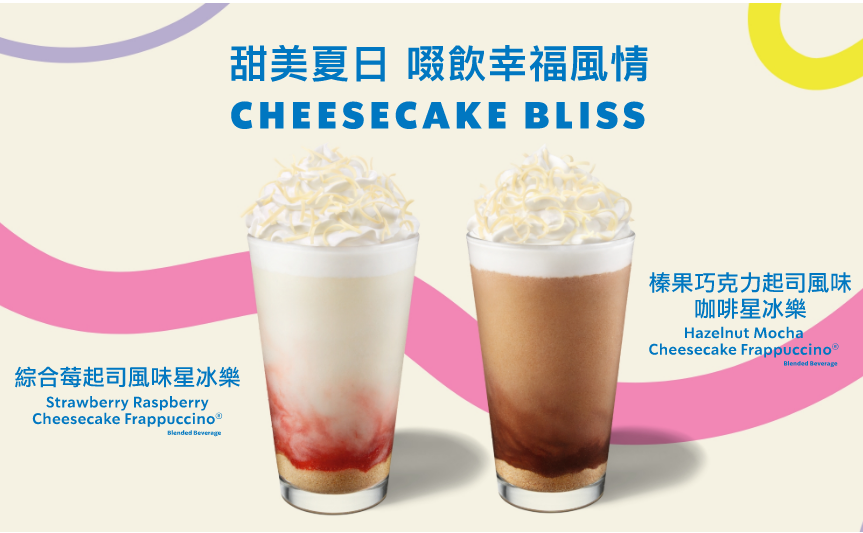 甜美夏日 啜飲幸福風情
CHEESECAKE BLISS
綜合莓起司風味星冰樂
Strawberry Raspberry
Cheesecake Frappuccino®
Blended Beverage
榛果巧克力起司風味
咖啡星冰樂
Hazelnut Mocha
Cheesecake Frappuccino®
Blended Beverage